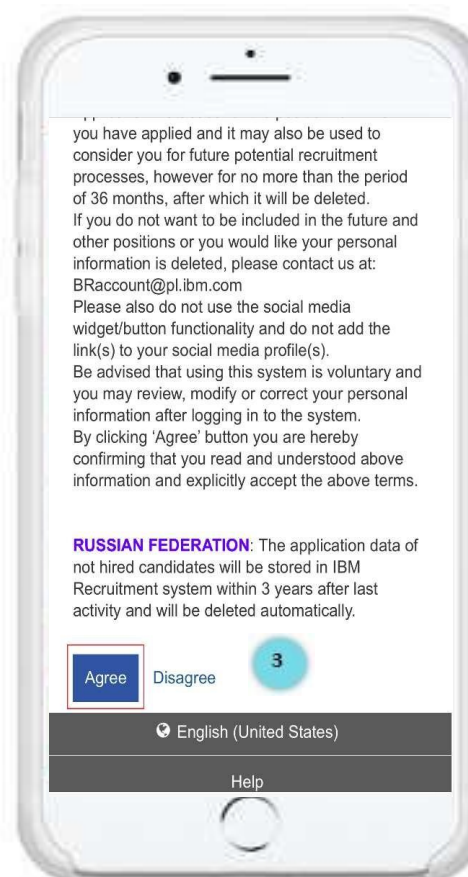 you have applied and it may also be used to
consider you for future potential recruitment
processes, however for no more than the period
of 36 months, after which it will be deleted.
If you do not want to be included in the future and
other positions or you would like your personal
information is deleted, please contact us at:
BRaccount@pl.ibm.com
Please also do not use the social media
widget/button functionality and do not add the
link(s) to your social media profile(s).
Be advised that using this system is voluntary and
you may review, modify or correct your personal
information after logging in to the system.
By clicking ‘Agree’ button you are hereby
confirming that you read and understood above
information and explicitly accept the above terms.
RUSSIAN FEDERATION: The application data of
not hired candidates will be stored in IBM
Recruitment system within 3 years after last
activity and will be deleted automatically.
Agree Disagree 3
English (United States)
Help